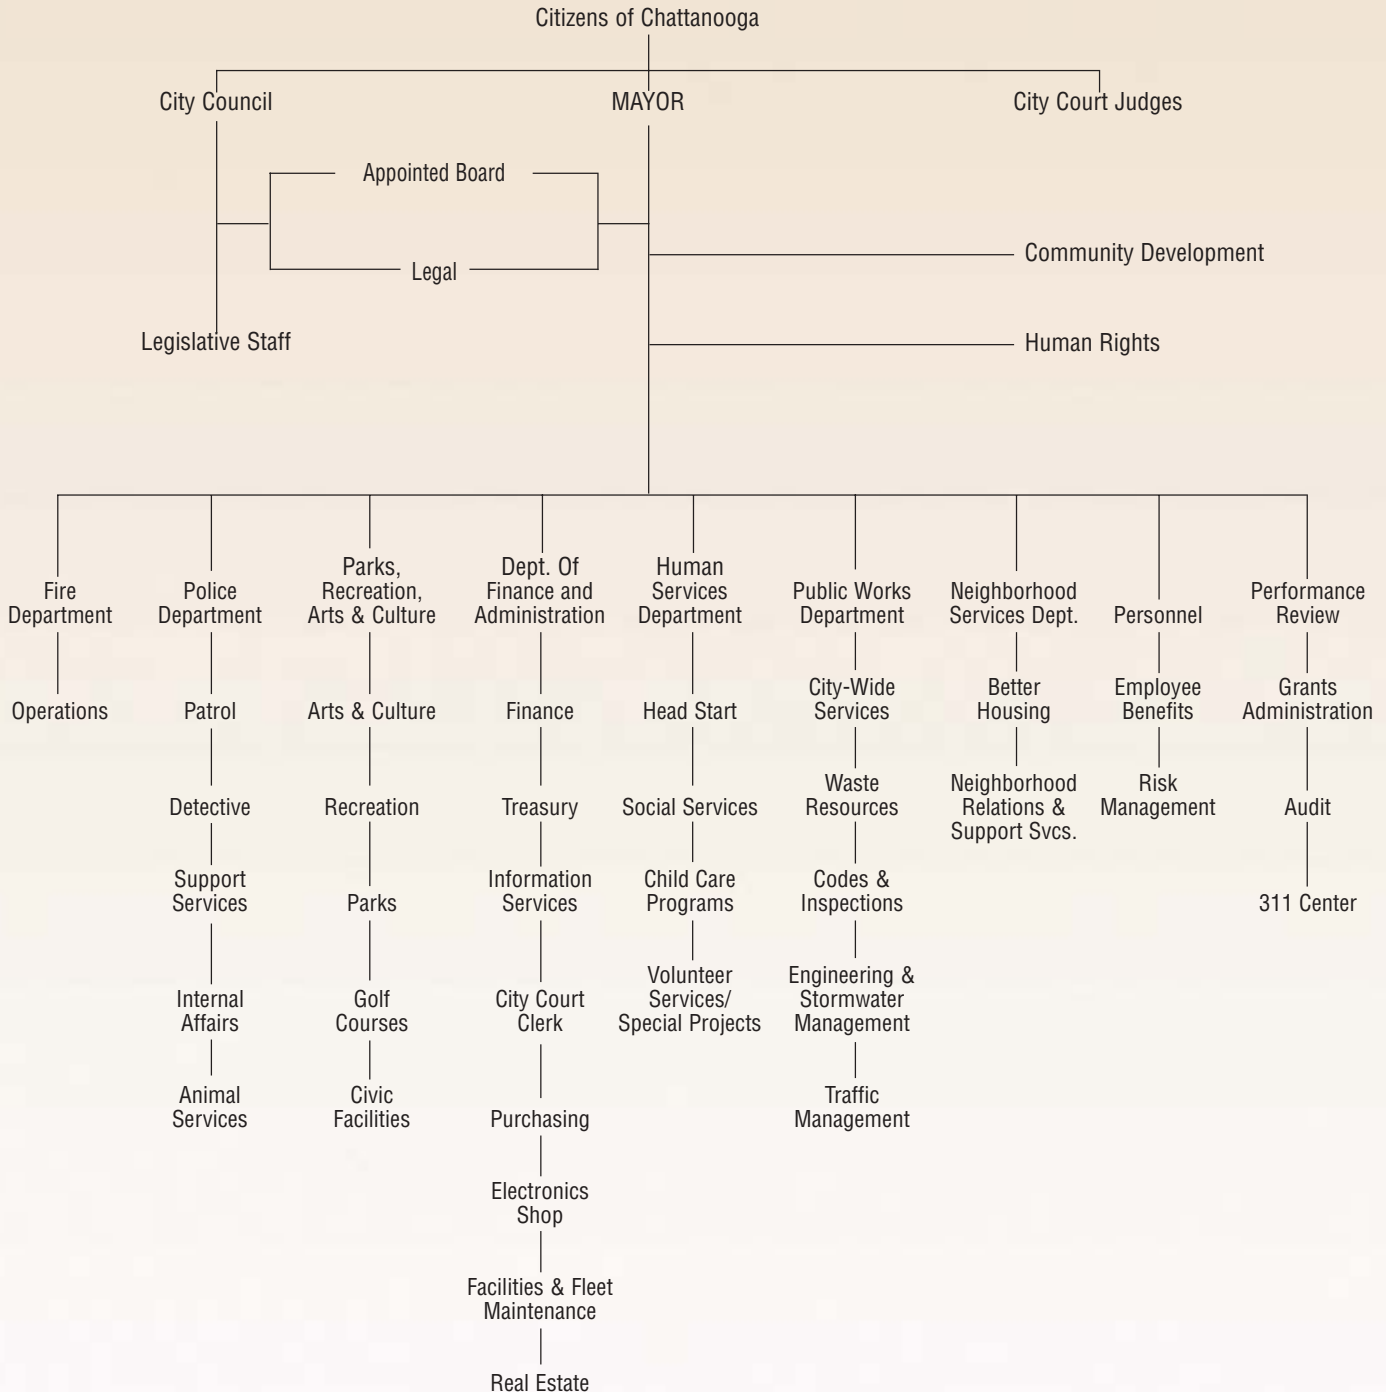 Citizens of Chattanooga
City Council
MAYOR
City Court Judges
Appointed Board
Legal
Community Development
Legislative Staff
Human Rights
Fire
Department
Operations
Police
Department
Patrol
Detective
Support
Services
Internal
Affairs
Animal
Services
Parks,
Recreation,
Arts & Culture
Arts & Culture
Recreation
Parks
Golf
Courses
Civic
Facilities
Dept. Of
Finance and
Administration
Finance
Treasury
Information
Services
City Court
Clerk
Purchasing
Electronics
Shop
Facilities & Fleet
Maintenance
Real Estate
Human
Services
Department
Head Start
Social Services
Child Care
Programs
Volunteer
Services/
Special Projects
Public Works
Department
City-Wide
Services
Waste
Resources
Codes &
Inspections
Engineering &
Stormwater
Management
Traffic
Management
Neighborhood
Services Dept.
Better
Housing
Neighborhood
Relations &
Support Svcs.
Personnel
Employee
Benefits
Risk
Management
Performance
Review
Grants
Administration
Audit
311 Center